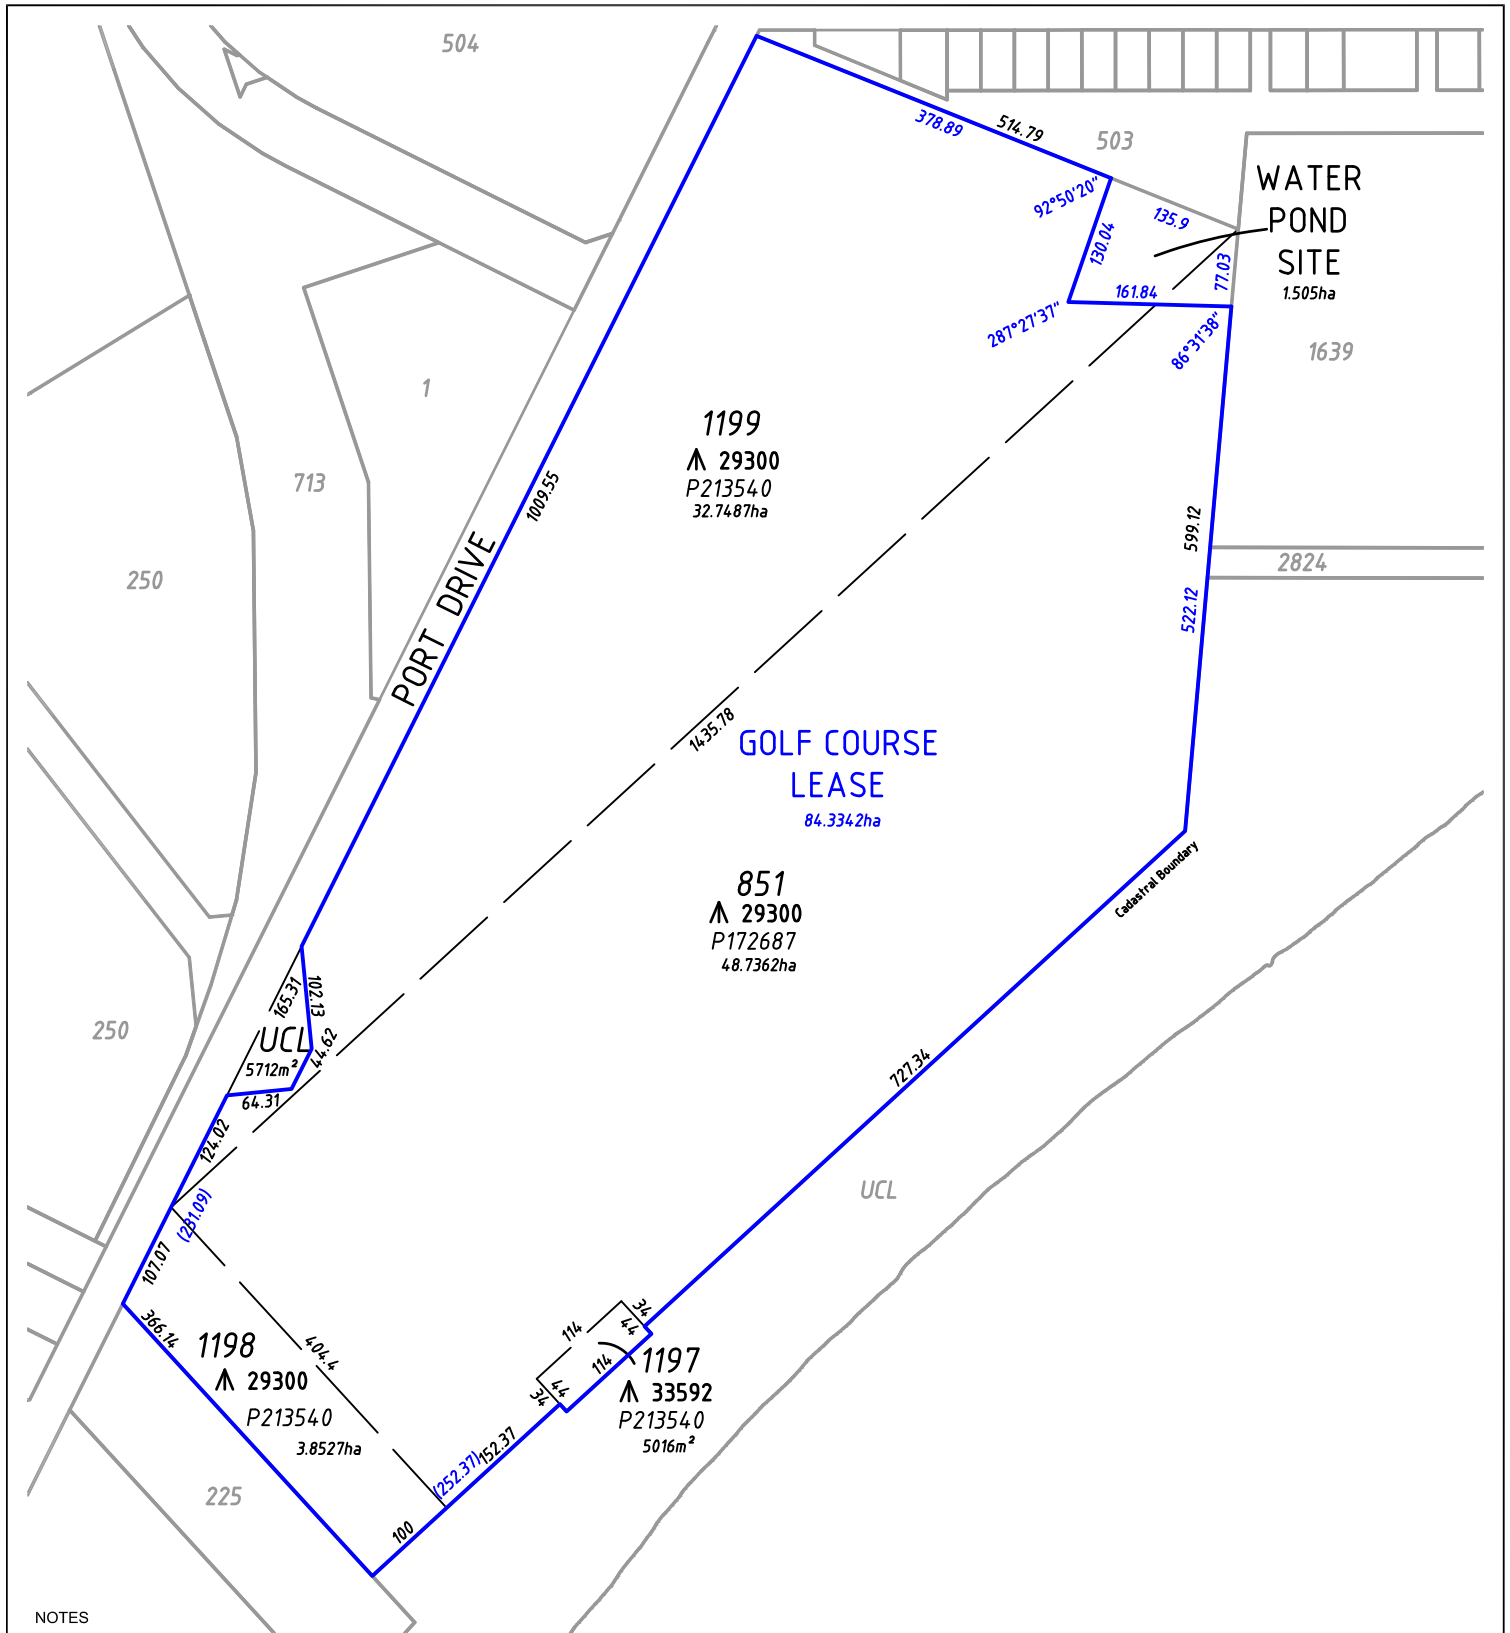 504
503
378.89
514.79
WATER
POND
SITE
1.505ha
92°50'20"
135.9
130.04
77.03
161.84
287°27'37"
86°31'38"
1639
1
1199
29300
P213540
32.7487ha
713
1009.55
599.12
2824
250
PORT DRIVE
522.12
1435.78
GOLF COURSE
LEASE
84.3342ha
851
29300
P172687
48.7362ha
Cadastral Boundary
165.31
102.13
250
UCL
5712m²
44.62
64.31
727.34
124.02
UCL
(231.09)
107.07
366.14
1198
29300
P213540
3.8527ha
404.4
34
44
114
114
44
34
1197
33592
P213540
5016m²
152.37
(252.37)
225
100
NOTES